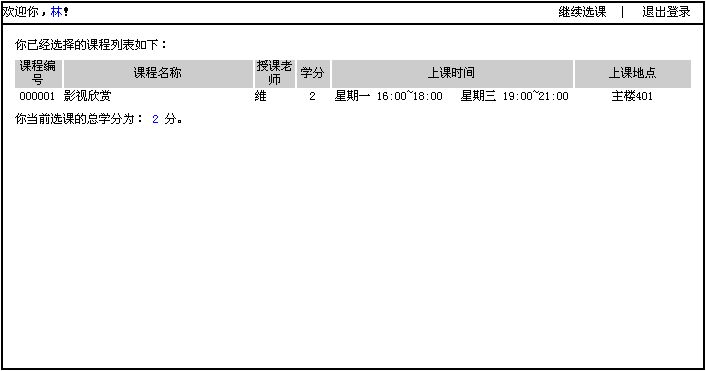 欢迎你，林！ 继续选课 | 退出登录
你已经选择的课程列表如下：
课程编号 课程名称 授课老师 学分 上课时间 上课地点
000001 影视欣赏 维 2 星期一 16:00~18:00 星期三 19:00~21:00 主楼401
你当前选课的总学分为： 2 分。